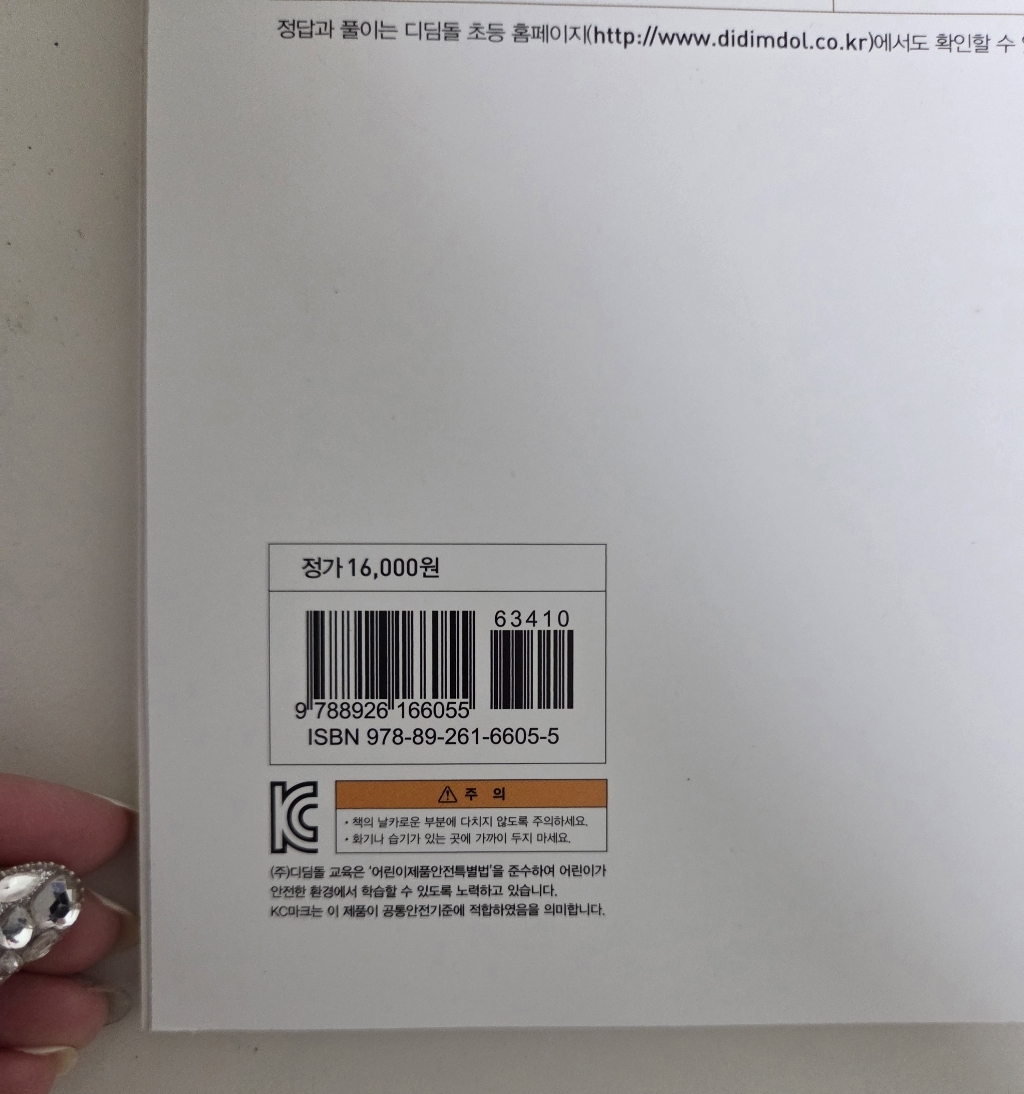 정답과 풀이는 디딤돌 초등 홈페이지(http://www.didimdol.co.kr)에서도 확인할 수
정가 16,000원
63410
9 788926 166055
ISBN 978-89-261-6605-5
KC
주 의
• 책의 날카로운 부분에 다치지 않도록 주의하세요.
• 화기나 습기가 있는 곳에 가까이 두지 마세요.
(주)디딤돌 교육은 '어린이제품안전특별법'을 준수하여 어린이가
안전한 환경에서 학습할 수 있도록 노력하고 있습니다.
KC마크는 이 제품이 공통안전기준에 적합하였음을 의미합니다.